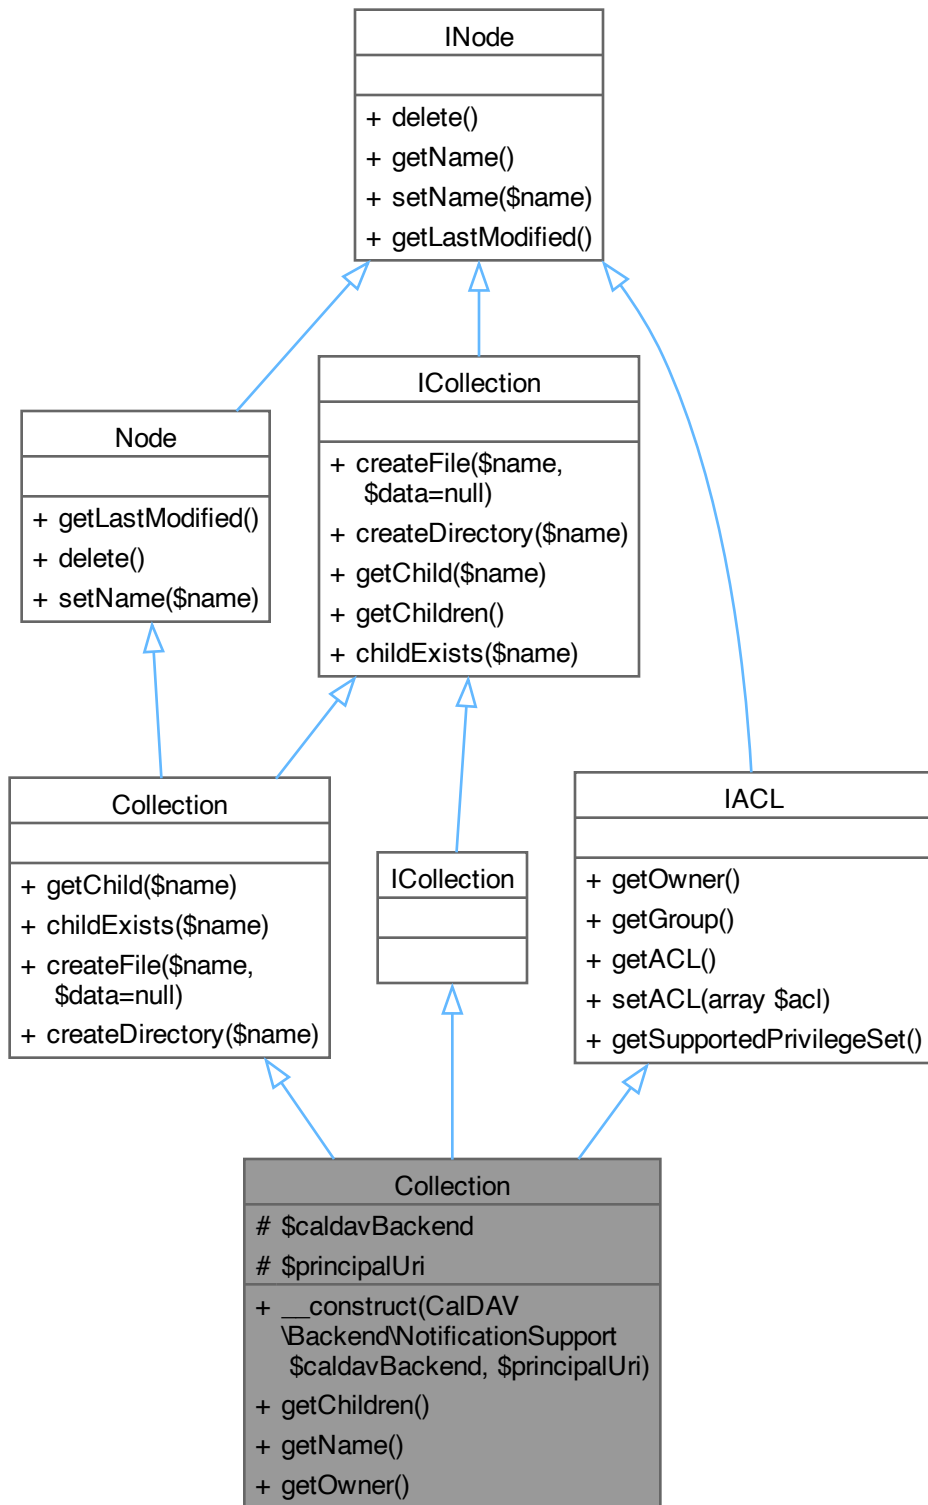 INode
+ delete()
+ getName()
+ setName($name)
+ getLastModified()
ICollection
+ createFile($name,
$data=null)
+ createDirectory($name)
+ getChild($name)
+ getChildren()
+ childExists($name)
Node
+ getLastModified()
+ delete()
+ setName($name)
Collection
+ getChild($name)
+ childExists($name)
+ createFile($name,
$data=null)
+ createDirectory($name)
ICollection
IACL
+ getOwner()
+ getGroup()
+ getACL()
+ setACL(array $acl)
+ getSupportedPrivilegeSet()
Collection
# $caldavBackend
# $principalUri
+ __construct(CalDAV
\Backend\NotificationSupport
$caldavBackend, $principalUri)
+ getChildren()
+ getName()
+ getOwner()